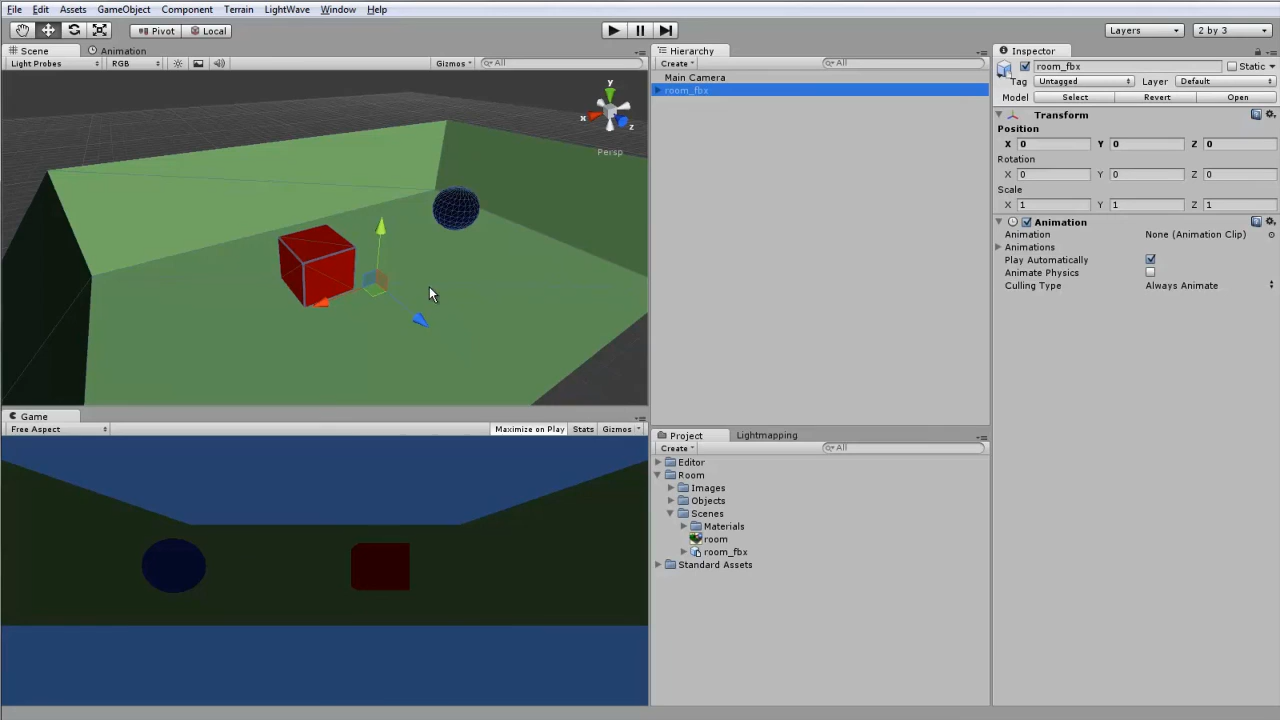 File Edit Assets GameObject Component Terrain LightWave Window Help
Pivot Local Layers 2 by 3
Scene Animation
Light Probes RGB Gizmos All
y
x
z
Persp
Game
Free Aspect Maximize on Play Stats Gizmos
Hierarchy
Create All
Main Camera
room_fbx
Project Lightmapping
Create All
Editor
Room
Images
Objects
Scenes
Materials
room
room_fbx
Standard Assets
Inspector
room_fbx Static
Tag Untagged Layer Default
Model Select Revert Open
Transform
Position
X 0 Y 0 Z 0
Rotation
X 0 Y 0 Z 0
Scale
X 1 Y 1 Z 1
Animation
Animation None (Animation Clip)
Animations
Play Automatically
Animate Physics
Culling Type Always Animate